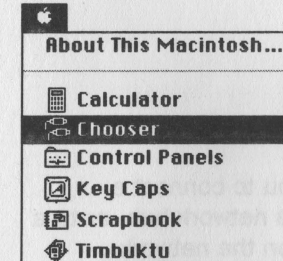 About This Macintosh...
Calculator
Chooser
Control Panels
Key Caps
Scrapbook
Timbuktu